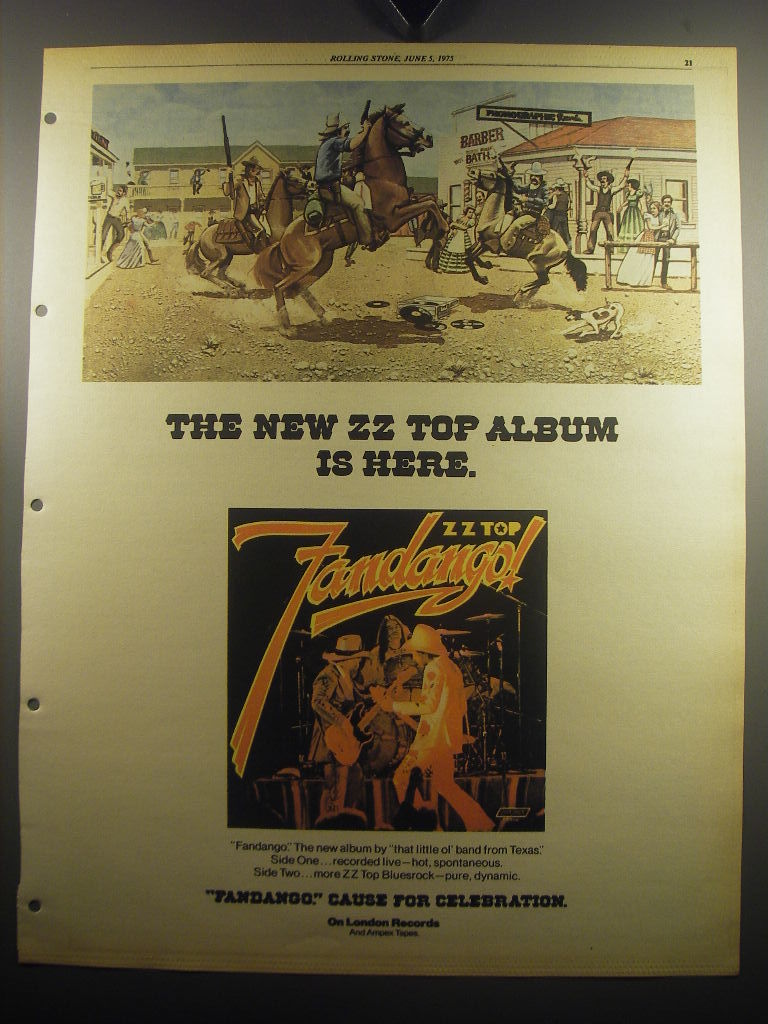 ROLLING STONE, JUNE 5, 1975
21
PHONOGRAPHIC
BARBER
BATH
THE NEW ZZ TOP ALBUM
IS HERE.
ZZ TOP
Fandango!
"Fandango." The new album by "that little ol' band from Texas."
Side One...recorded live—hot, spontaneous.
Side Two...more ZZ Top Bluesrock—pure, dynamic.
"FANDANGO." CAUSE FOR CELEBRATION.
On London Records
And Ampex Tapes.